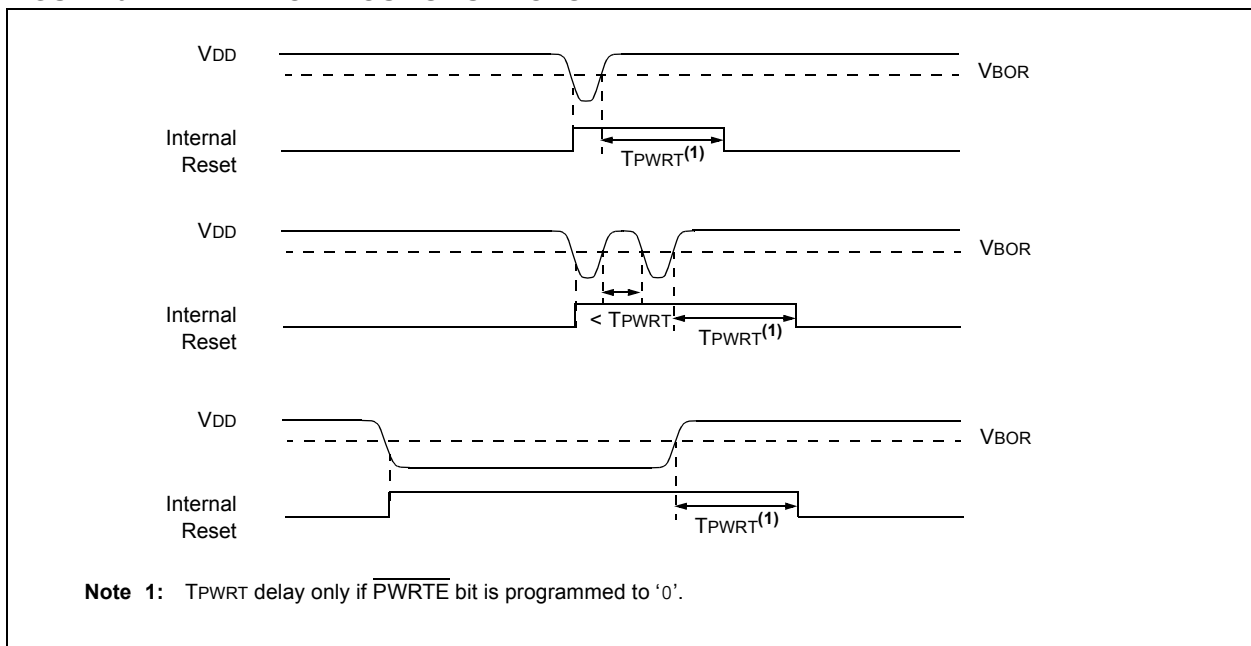 VDD
VBOR
Internal
Reset
TPWRT(1)
VDD
VBOR
Internal
Reset
< TPWRT
TPWRT(1)
VDD
VBOR
Internal
Reset
TPWRT(1)
Note 1: TPWRT delay only if PWRTE bit is programmed to ‘0’.